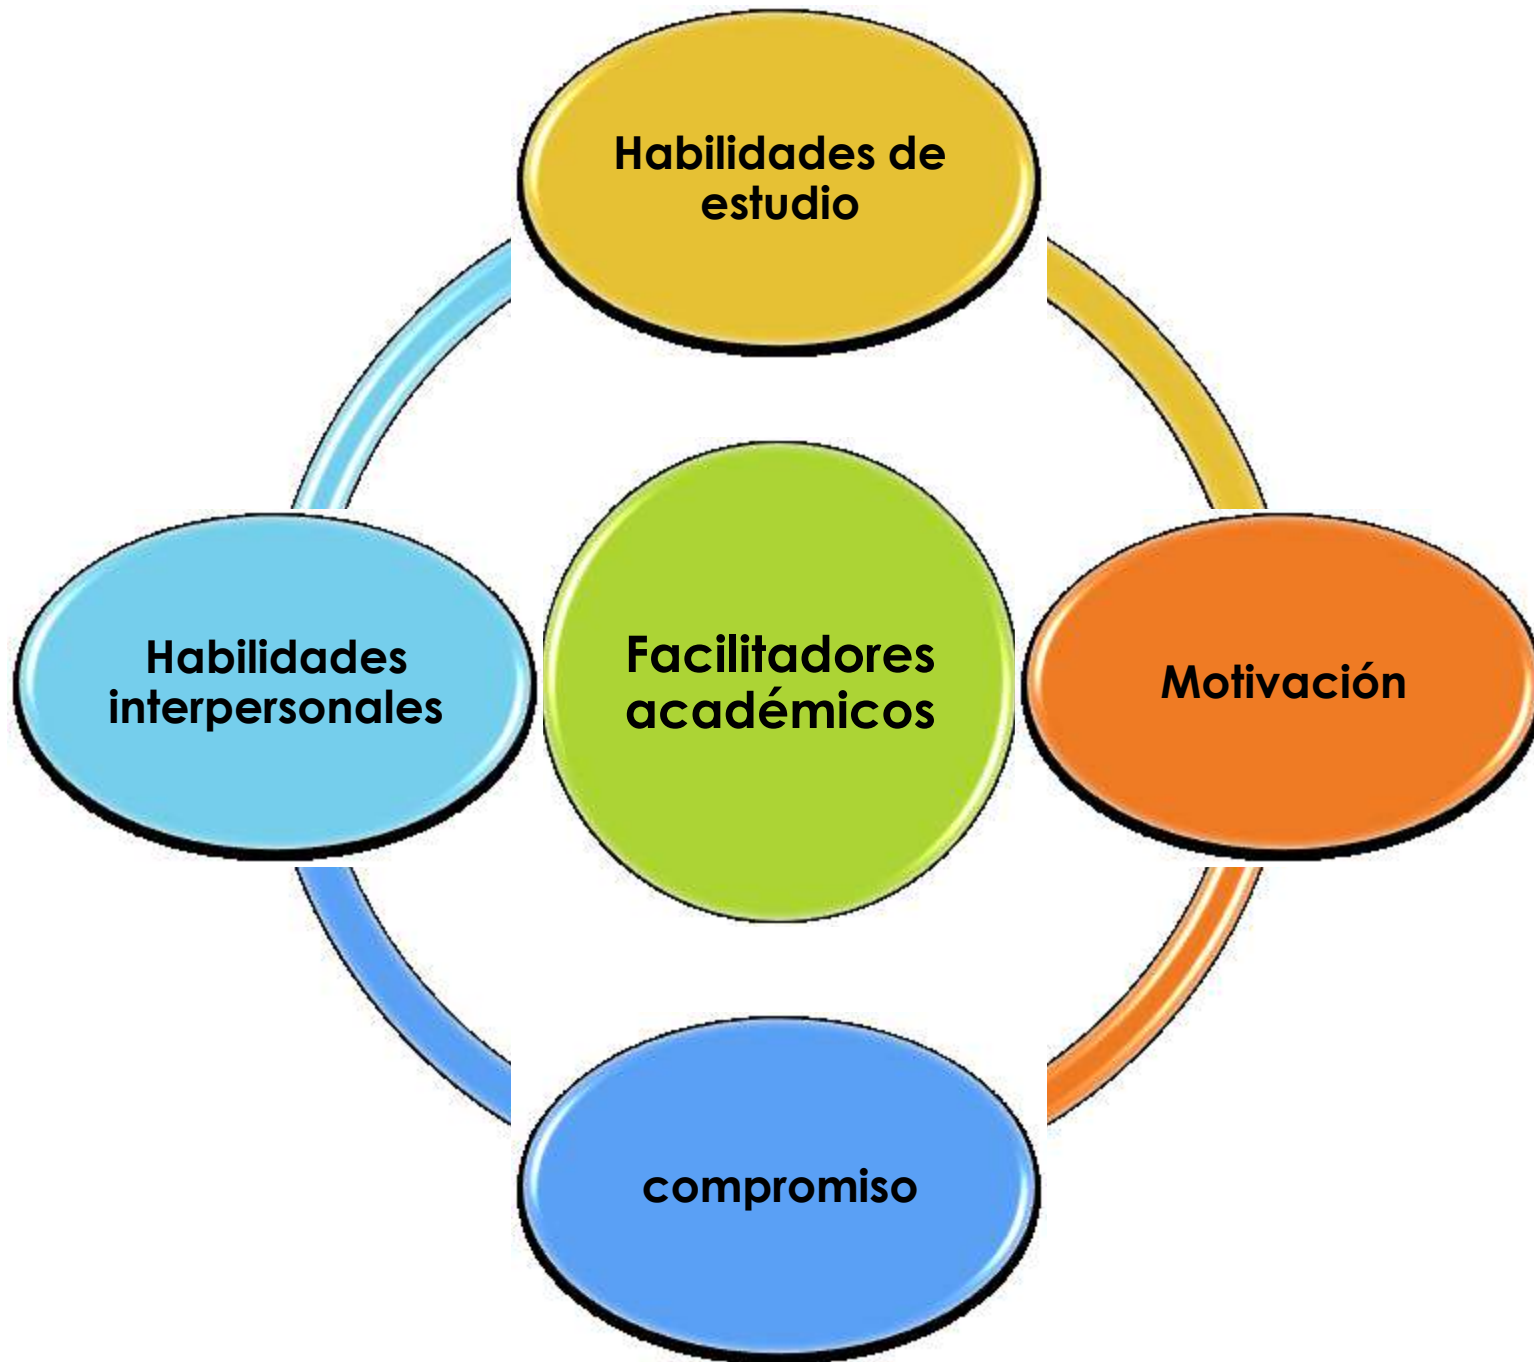 Habilidades de
estudio
Habilidades
interpersonales
Facilitadores
académicos
Motivación
compromiso